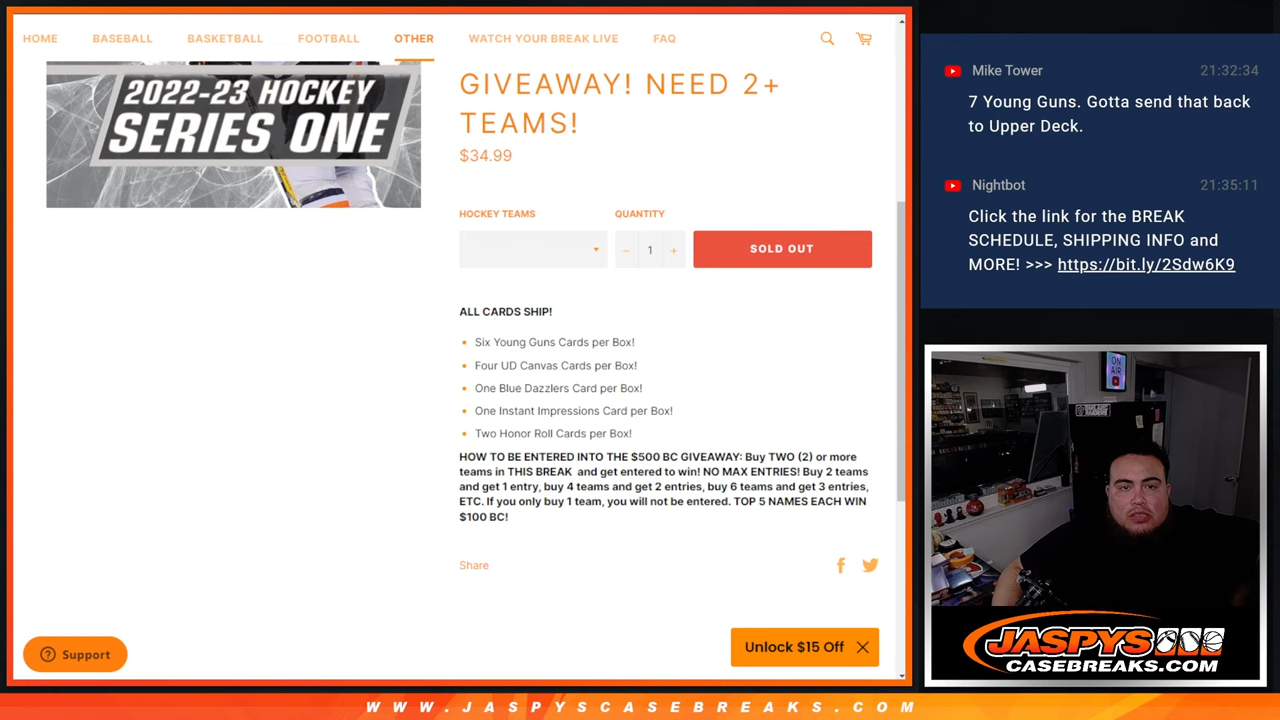 HOME BASEBALL BASKETBALL FOOTBALL OTHER WATCH YOUR BREAK LIVE FAQ
2022-23 HOCKEY
SERIES ONE
GIVEAWAY! NEED 2+
TEAMS!
$34.99
HOCKEY TEAMS QUANTITY
− 1 + SOLD OUT
ALL CARDS SHIP!
Six Young Guns Cards per Box!
Four UD Canvas Cards per Box!
One Blue Dazzlers Card per Box!
One Instant Impressions Card per Box!
Two Honor Roll Cards per Box!
HOW TO BE ENTERED INTO THE $500 BC GIVEAWAY: Buy TWO (2) or more
teams in THIS BREAK and get entered to win! NO MAX ENTRIES! Buy 2 teams
and get 1 entry, buy 4 teams and get 2 entries, buy 6 teams and get 3 entries,
ETC. If you only buy 1 team, you will not be entered. TOP 5 NAMES EACH WIN
$100 BC!
Share
Support
Unlock $15 Off
Mike Tower 21:32:34
7 Young Guns. Gotta send that back
to Upper Deck.
Nightbot 21:35:11
Click the link for the BREAK
SCHEDULE, SHIPPING INFO and
MORE! >>> https://bit.ly/2Sdw6K9
ON
AIR
JASPYS
CASEBREAKS.COM
WWW.JASPYSCASEBREAKS.COM